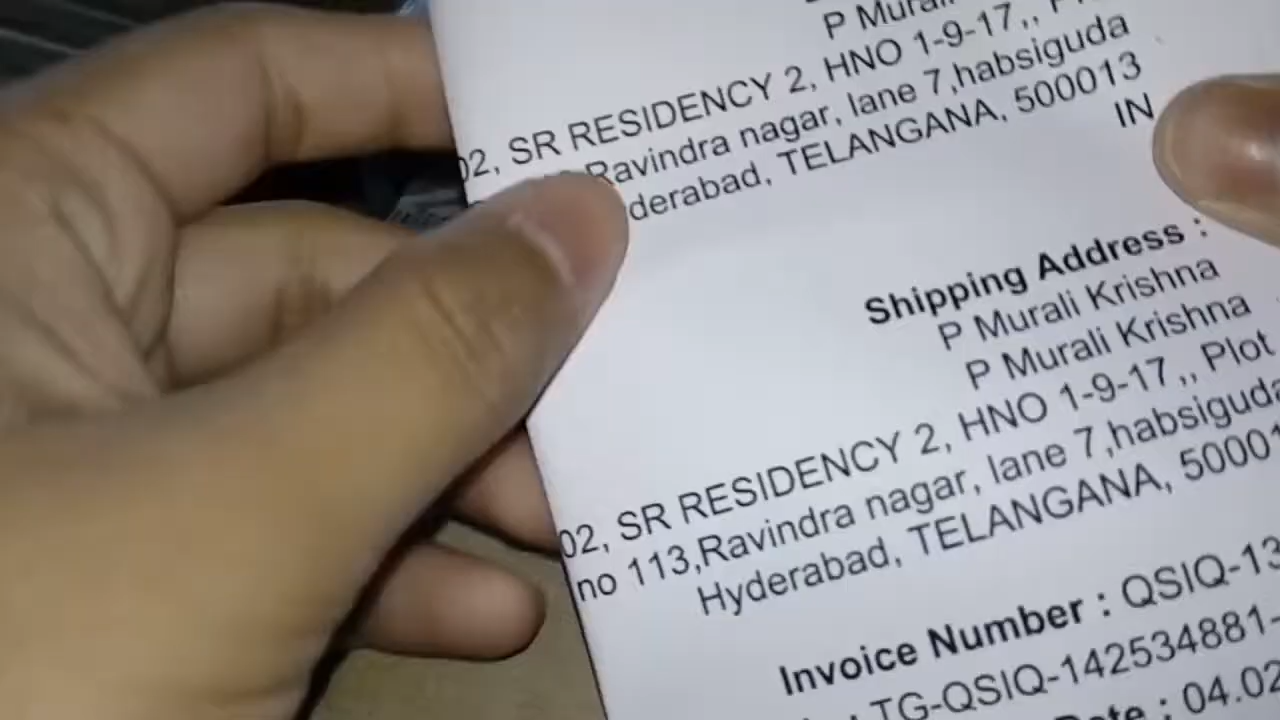 P Mural
02, SR RESIDENCY 2, HNO 1-9-17,, P
Ravindra nagar, lane 7,habsiguda
derabad, TELANGANA, 500013
IN
Shipping Address :
P Murali Krishna
P Murali Krishna
02, SR RESIDENCY 2, HNO 1-9-17,, Plot
no 113,Ravindra nagar, lane 7,habsiguda
Hyderabad, TELANGANA, 50001
Invoice Number : QSIQ-13
TG-QSIQ-142534881-
Date : 04.02